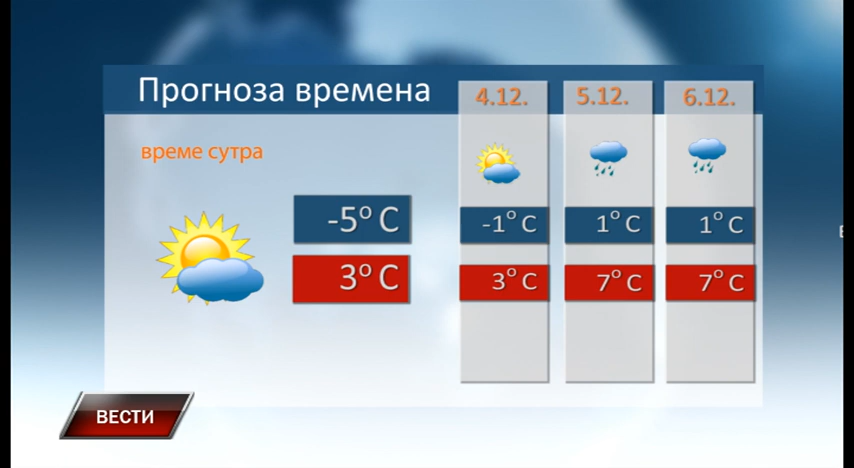 Прогноза времена
време сутра
-5° C
3° C
4.12.
5.12.
6.12.
-1° C
1° C
1° C
3° C
7° C
7° C
ВЕСТИ